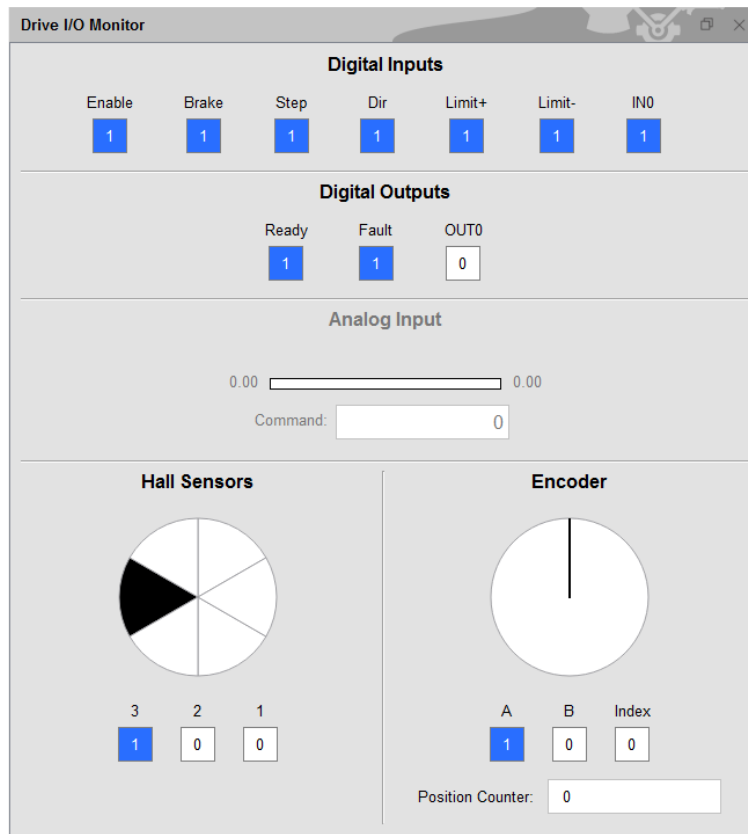 Drive I/O Monitor
Digital Inputs
Enable Brake Step Dir Limit+ Limit- IN0
1 1 1 1 1 1 1
Digital Outputs
Ready Fault OUT0
1 1 0
Analog Input
0.00 0.00
Command: 0
Hall Sensors
3 2 1
1 0 0
Encoder
A B Index
1 0 0
Position Counter: 0